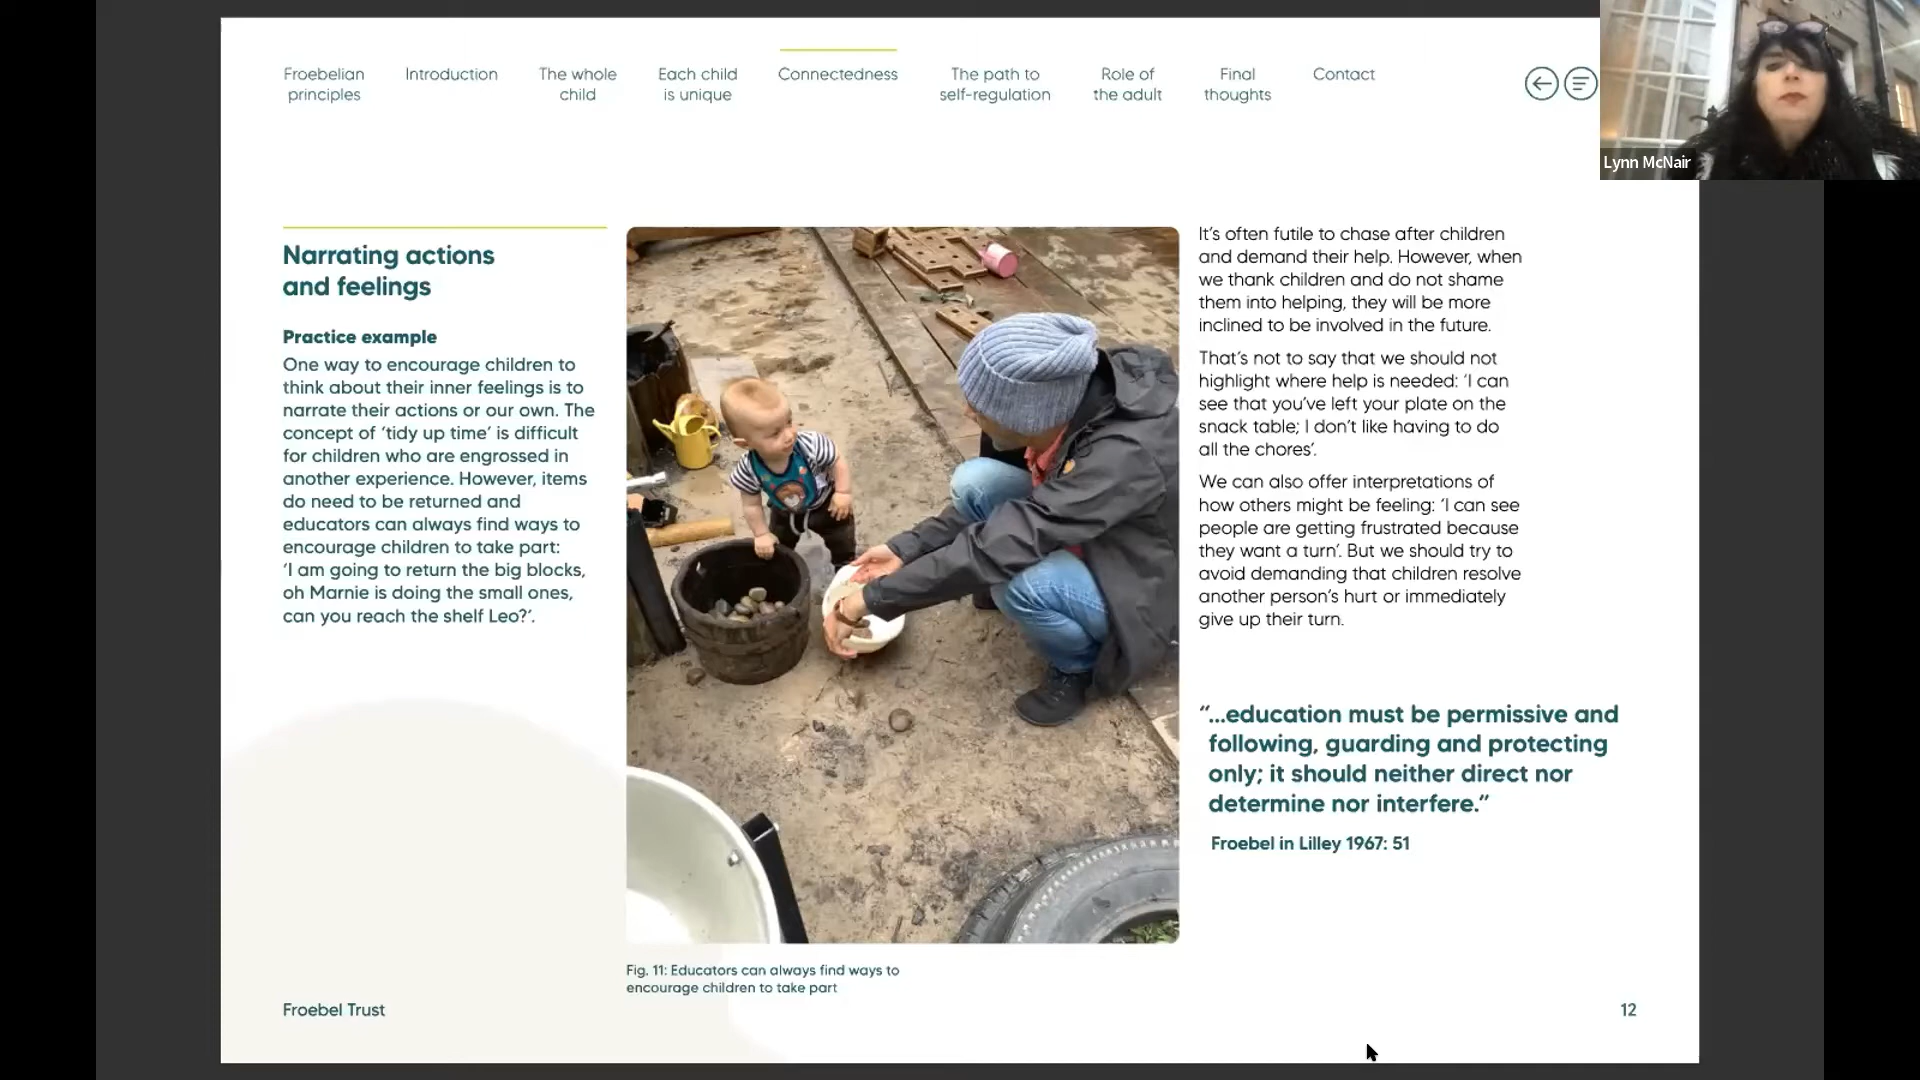 Froebelian
principles
Introduction
The whole
child
Each child
is unique
Connectedness
The path to
self-regulation
Role of
the adult
Final
thoughts
Contact
Lynn McNair
Narrating actions
and feelings
Practice example
One way to encourage children to
think about their inner feelings is to
narrate their actions or our own. The
concept of ‘tidy up time’ is difficult
for children who are engrossed in
another experience. However, items
do need to be returned and
educators can always find ways to
encourage children to take part:
‘I am going to return the big blocks,
oh Marnie is doing the small ones,
can you reach the shelf Leo?’.
Fig. 11: Educators can always find ways to
encourage children to take part
It’s often futile to chase after children
and demand their help. However, when
we thank children and do not shame
them into helping, they will be more
inclined to be involved in the future.
That’s not to say that we should not
highlight where help is needed: ‘I can
see that you’ve left your plate on the
snack table; I don’t like having to do
all the chores’.
We can also offer interpretations of
how others might be feeling: ‘I can see
people are getting frustrated because
they want a turn’. But we should try to
avoid demanding that children resolve
another person’s hurt or immediately
give up their turn.
“...education must be permissive and
following, guarding and protecting
only; it should neither direct nor
determine nor interfere.”
Froebel in Lilley 1967: 51
Froebel Trust
12